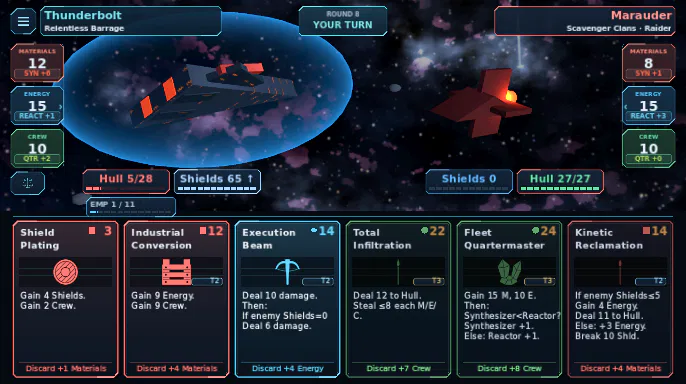 Thunderbolt
Relentless Barrage
ROUND 8
YOUR TURN
Marauder
Scavenger Clans · Raider
MATERIALS
12
SYN +6
ENERGY
15
REACT +1
CREW
10
QTR +2
MATERIALS
8
SYN +1
ENERGY
15
REACT +3
CREW
10
QTR +0
Hull 5/28
Shields 65 ↑
Shields 0
Hull 27/27
EMP 1 / 11
Shield
Plating
3
Gain 4 Shields.
Gain 2 Crew.
Discard +1 Materials
Industrial
Conversion
12
T2
Gain 9 Energy.
Gain 9 Crew.
Discard +4 Materials
Execution
Beam
14
T2
Deal 10 damage.
Then:
If enemy Shields=0
Deal 6 damage.
Discard +4 Energy
Total
Infiltration
22
T3
Deal 12 to Hull.
Steal ≤8 each M/E/
C.
Discard +7 Crew
Fleet
Quartermaster
24
T3
Gain 15 M, 10 E.
Then:
Synthesizer<Reactor?
Synthesizer +1.
Else: Reactor +1.
Discard +8 Crew
Kinetic
Reclamation
14
T2
If enemy Shields≤5
Gain 4 Energy.
Deal 11 to Hull.
Else: +3 Energy.
Break 10 Shld.
Discard +4 Materials